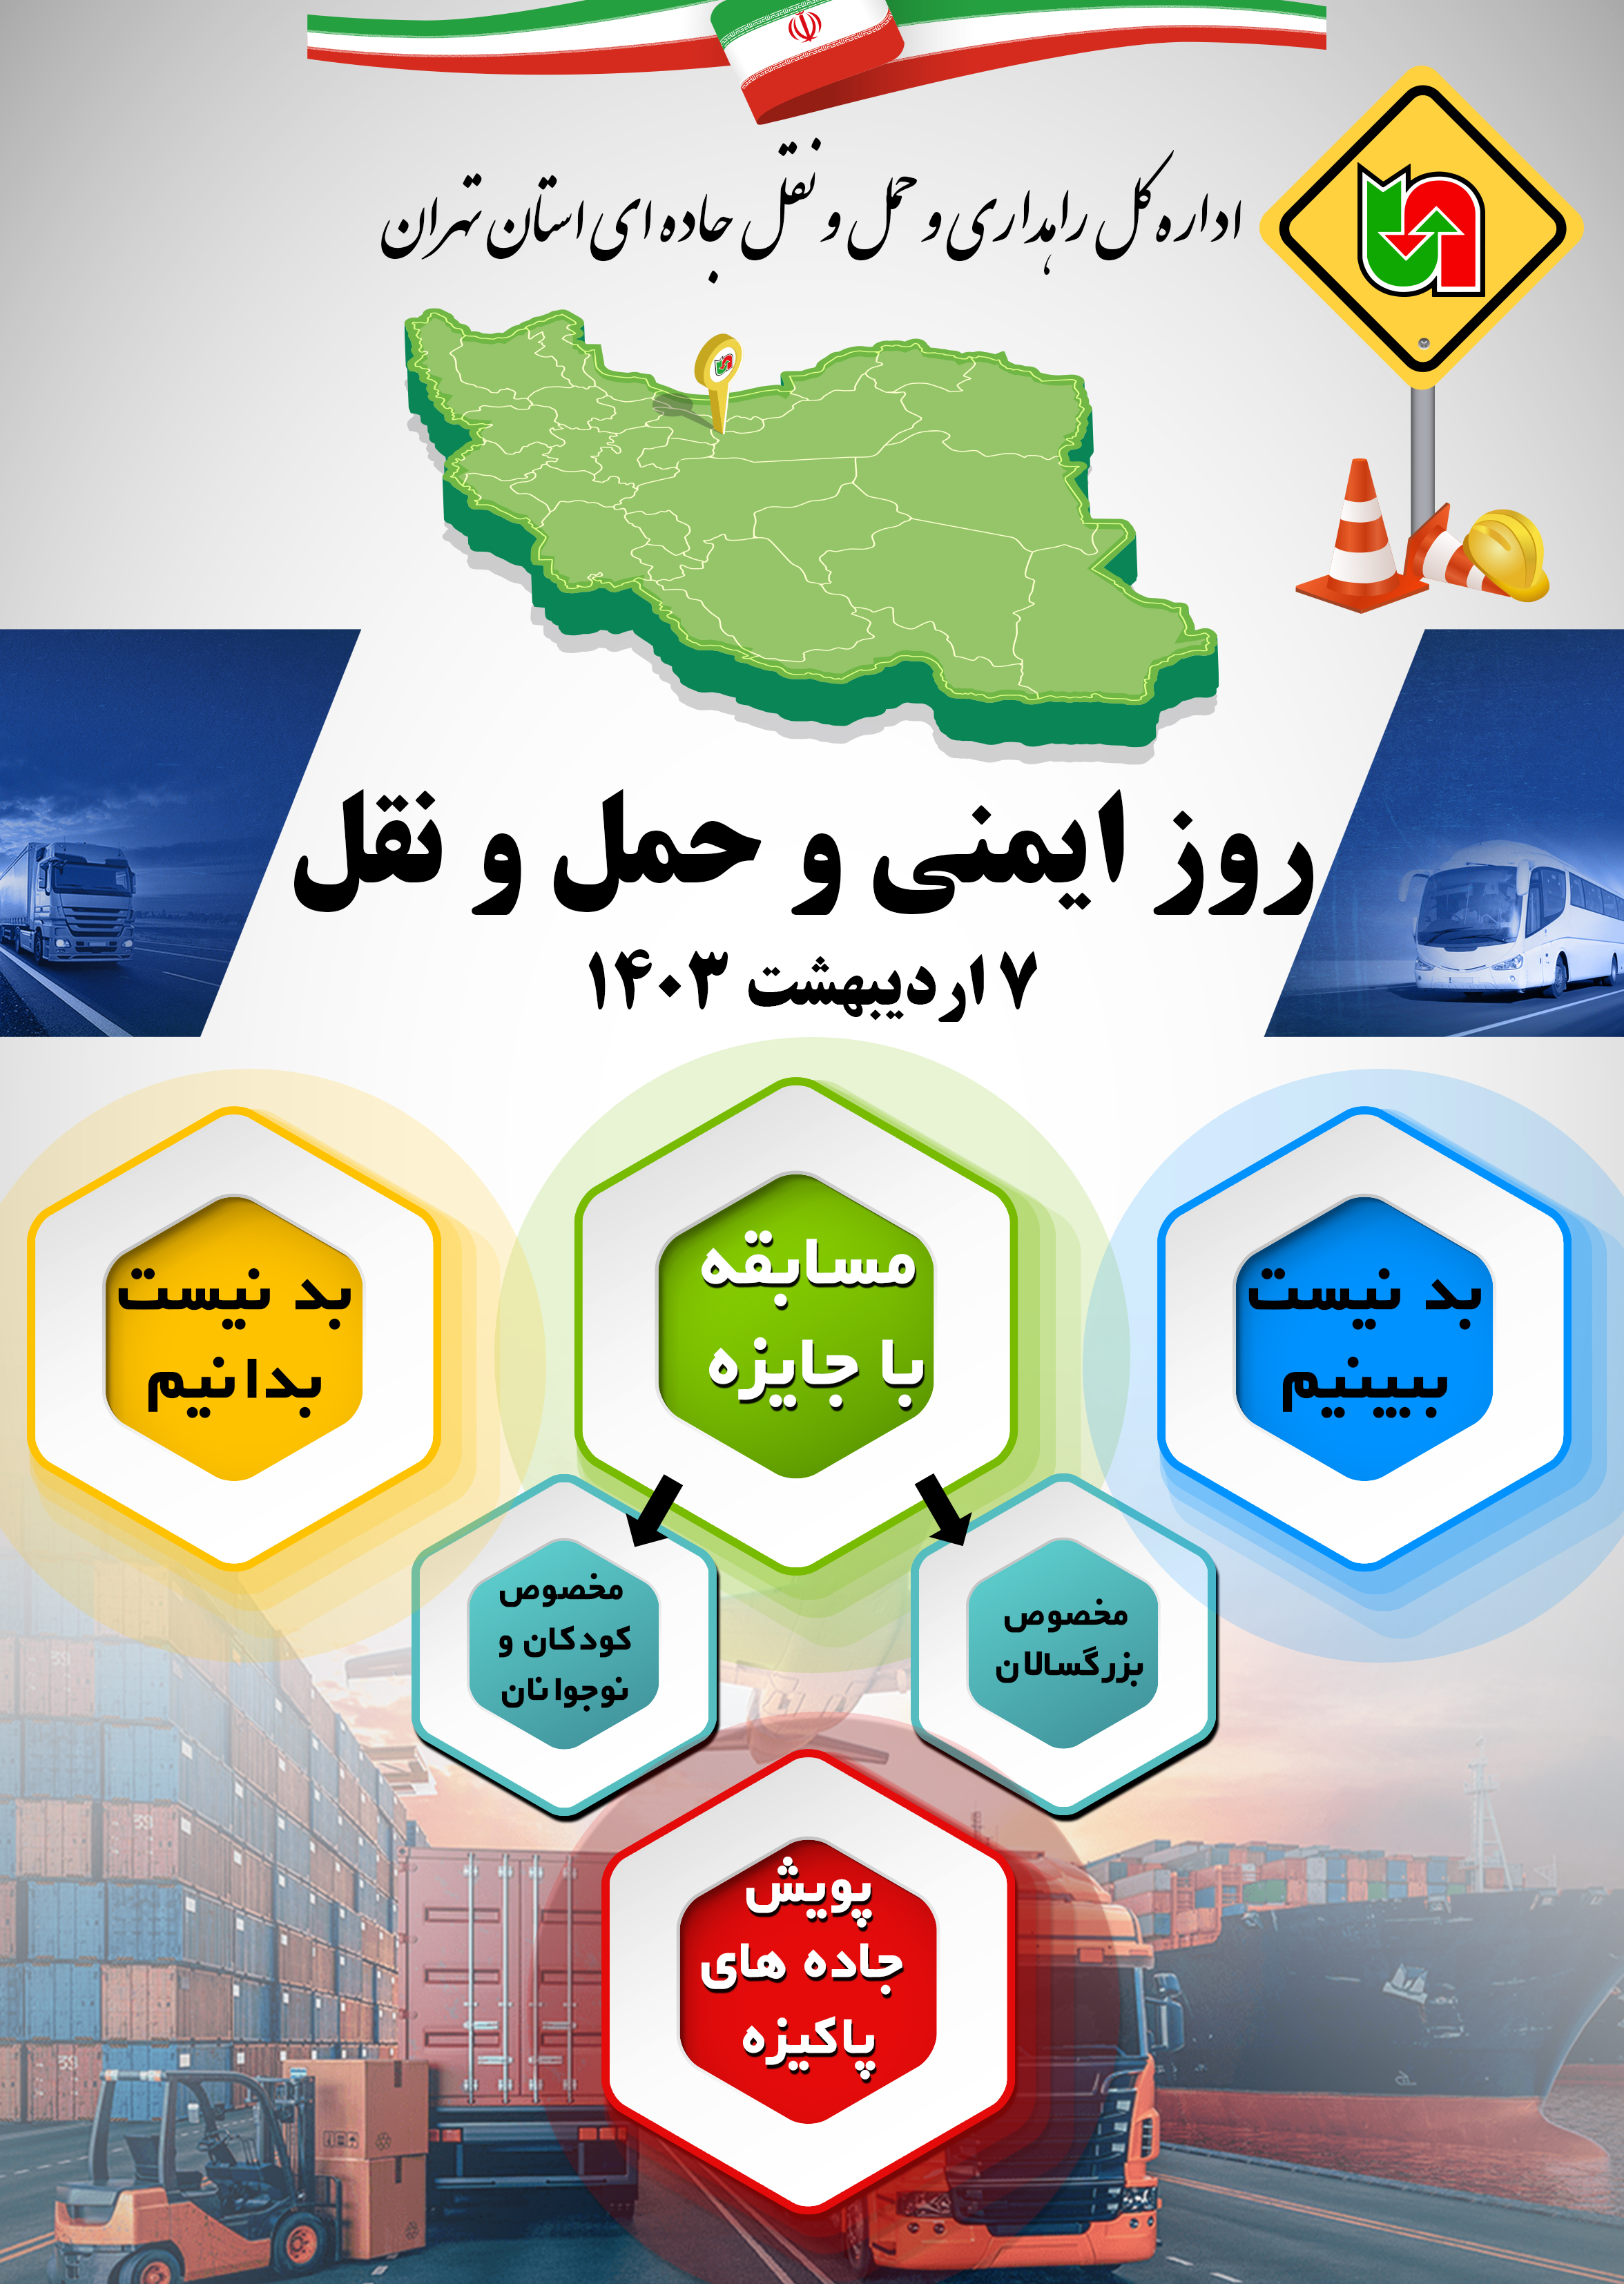 اداره کل راهداری و حمل و نقل جاده ای استان تهران
روز ایمنی و حمل و نقل
۷ اردیبهشت ۱۴۰۳
بد نیست
ببینیم
مسابقه
با جایزه
بد نیست
بدانیم
مخصوص
بزرگسالان
مخصوص
کودکان و
نوجوانان
پویش
جاده های
پاکیزه